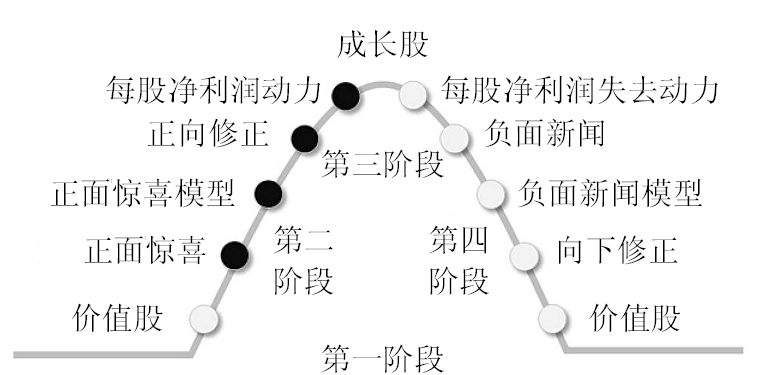 成长股
每股净利润动力
每股净利润失去动力
正向修正
负面新闻
第三阶段
正面惊喜模型
负面新闻模型
正面惊喜
第二
阶段
第四
阶段
向下修正
价值股
价值股
第一阶段